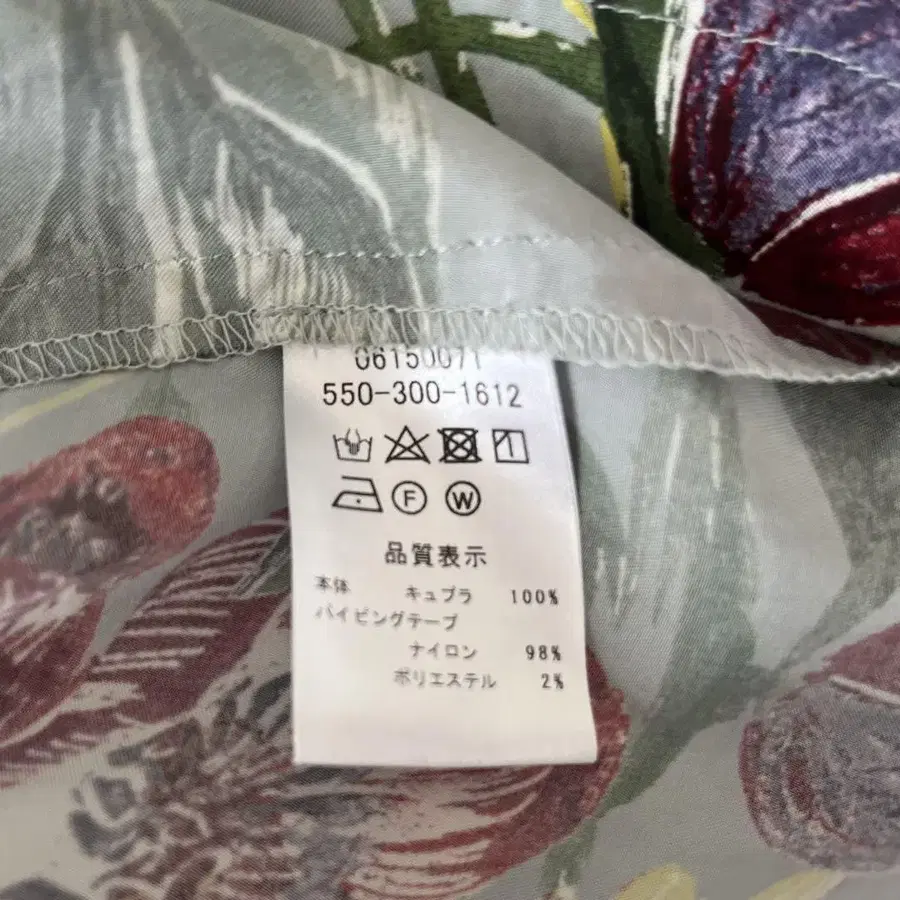 06150071
550-300-1612
F W
品質表示
本体 キュプラ 100%
パイピングテープ
ナイロン 98%
ポリエステル 2%